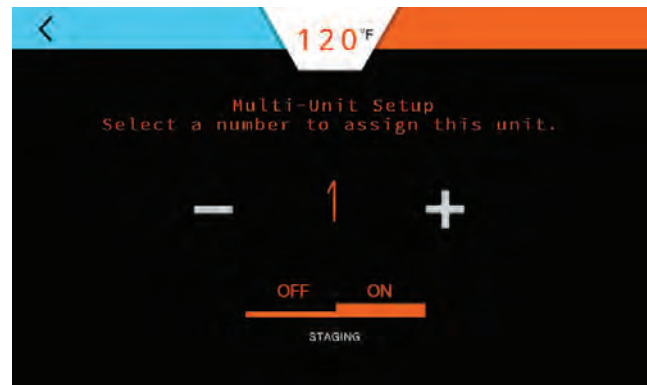 120°F
Multi-Unit Setup
Select a number to assign this unit.
1
OFF ON
STAGING